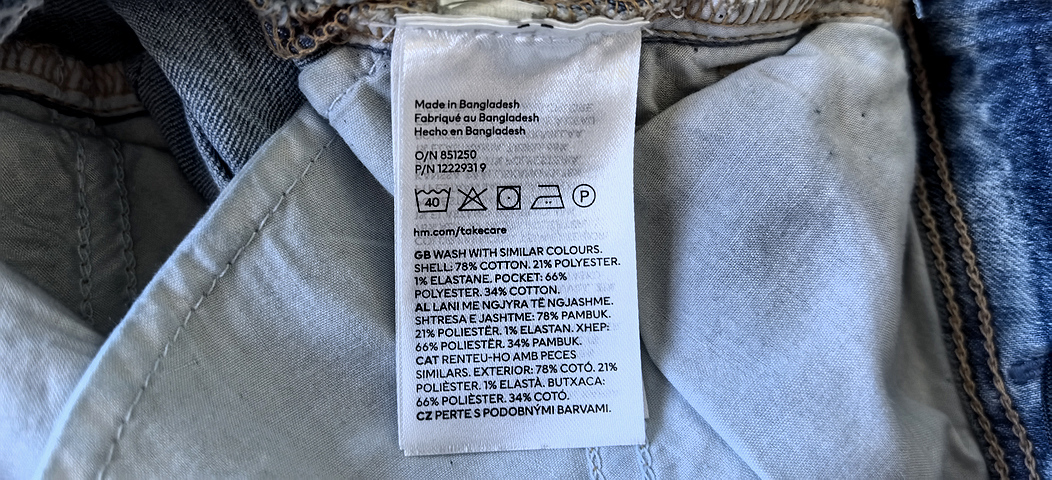 Made in Bangladesh
Fabriqué au Bangladesh
Hecho en Bangladesh
O/N 851250
P/N 1222931 9
40 P
hm.com/takecare
GB WASH WITH SIMILAR COLOURS.
SHELL: 78% COTTON. 21% POLYESTER.
1% ELASTANE. POCKET: 66%
POLYESTER. 34% COTTON.
AL LANI ME NGJYRA TË NGJASHME.
SHTRESA E JASHTME: 78% PAMBUK.
21% POLIESTËR. 1% ELASTAN. XHEP:
66% POLIESTËR. 34% PAMBUK.
CAT RENTEU-HO AMB PECES
SIMILARS. EXTERIOR: 78% COTÓ. 21%
POLIÈSTER. 1% ELASTÀ. BUTXACA:
66% POLIÈSTER. 34% COTÓ.
CZ PERTE S PODOBNÝMI BARVAMI.